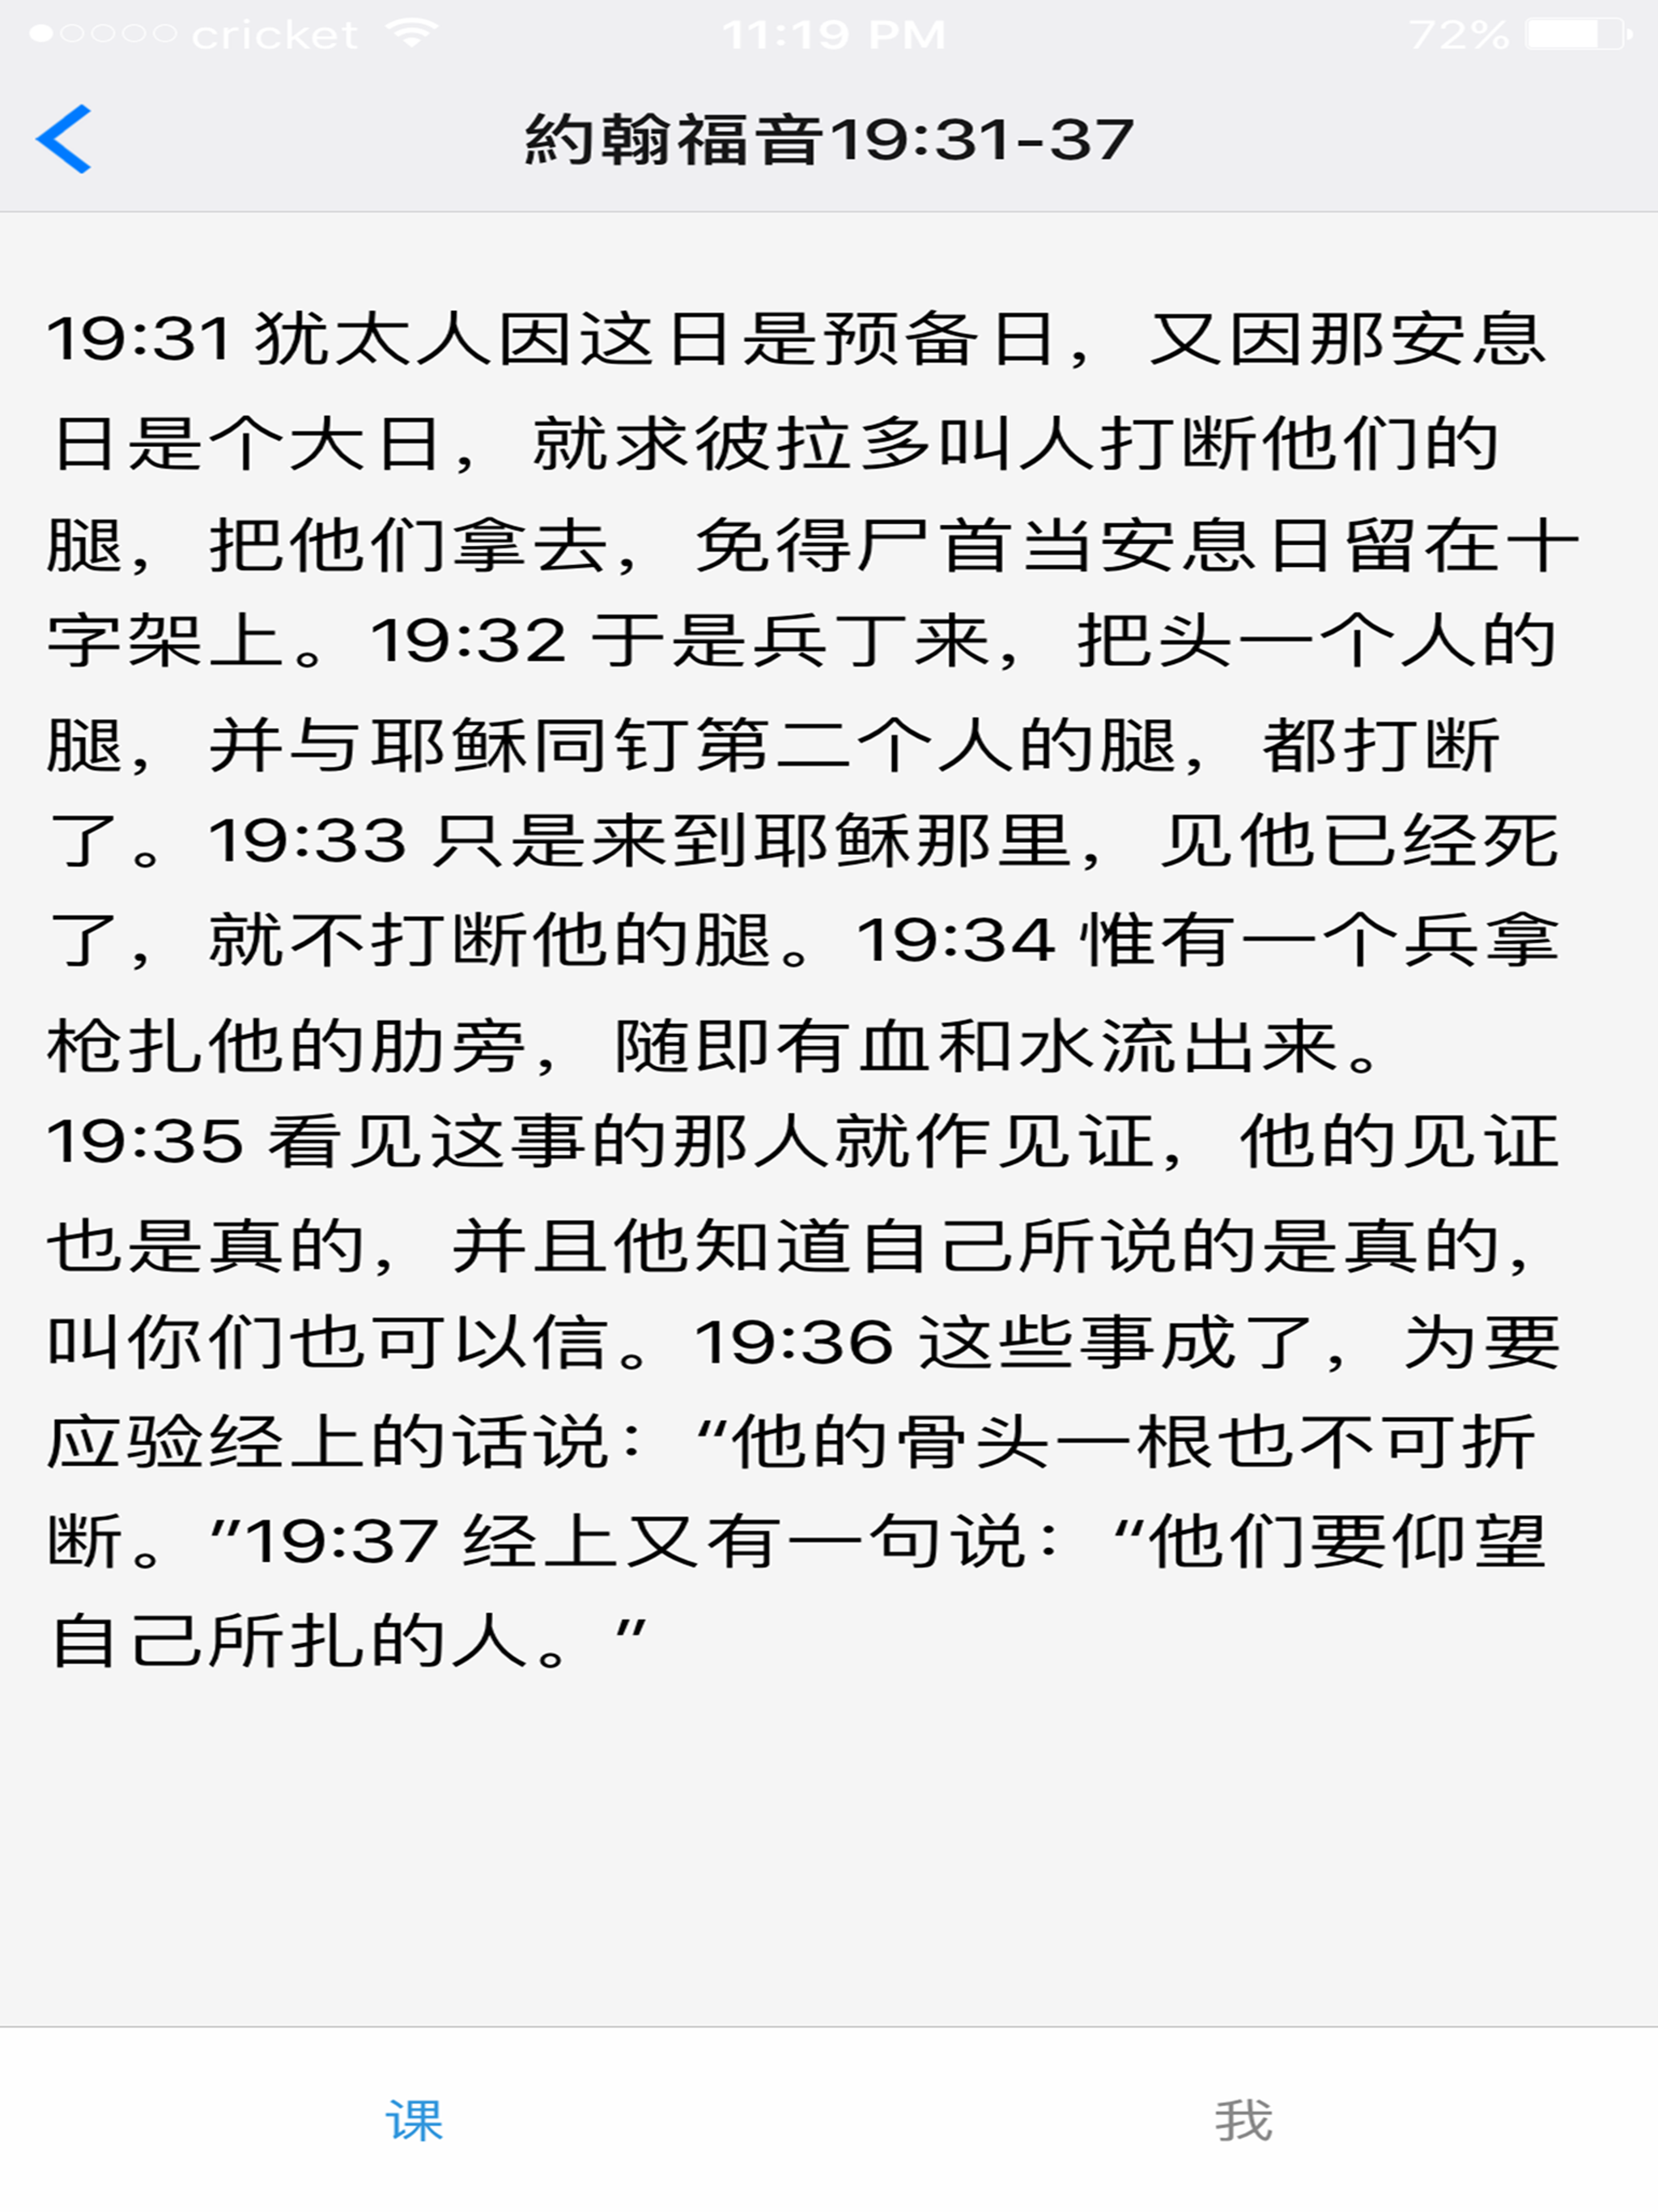 cricket 11:19 PM 72%
約翰福音19:31-37
19:31 犹太人因这日是预备日，又因那安息
日是个大日，就求彼拉多叫人打断他们的
腿，把他们拿去，免得尸首当安息日留在十
字架上。19:32 于是兵丁来，把头一个人的
腿，并与耶稣同钉第二个人的腿，都打断
了。19:33 只是来到耶稣那里，见他已经死
了，就不打断他的腿。19:34 惟有一个兵拿
枪扎他的肋旁，随即有血和水流出来。
19:35 看见这事的那人就作见证，他的见证
也是真的，并且他知道自己所说的是真的，
叫你们也可以信。19:36 这些事成了，为要
应验经上的话说：“他的骨头一根也不可折
断。”19:37 经上又有一句说：“他们要仰望
自己所扎的人。”
课 我